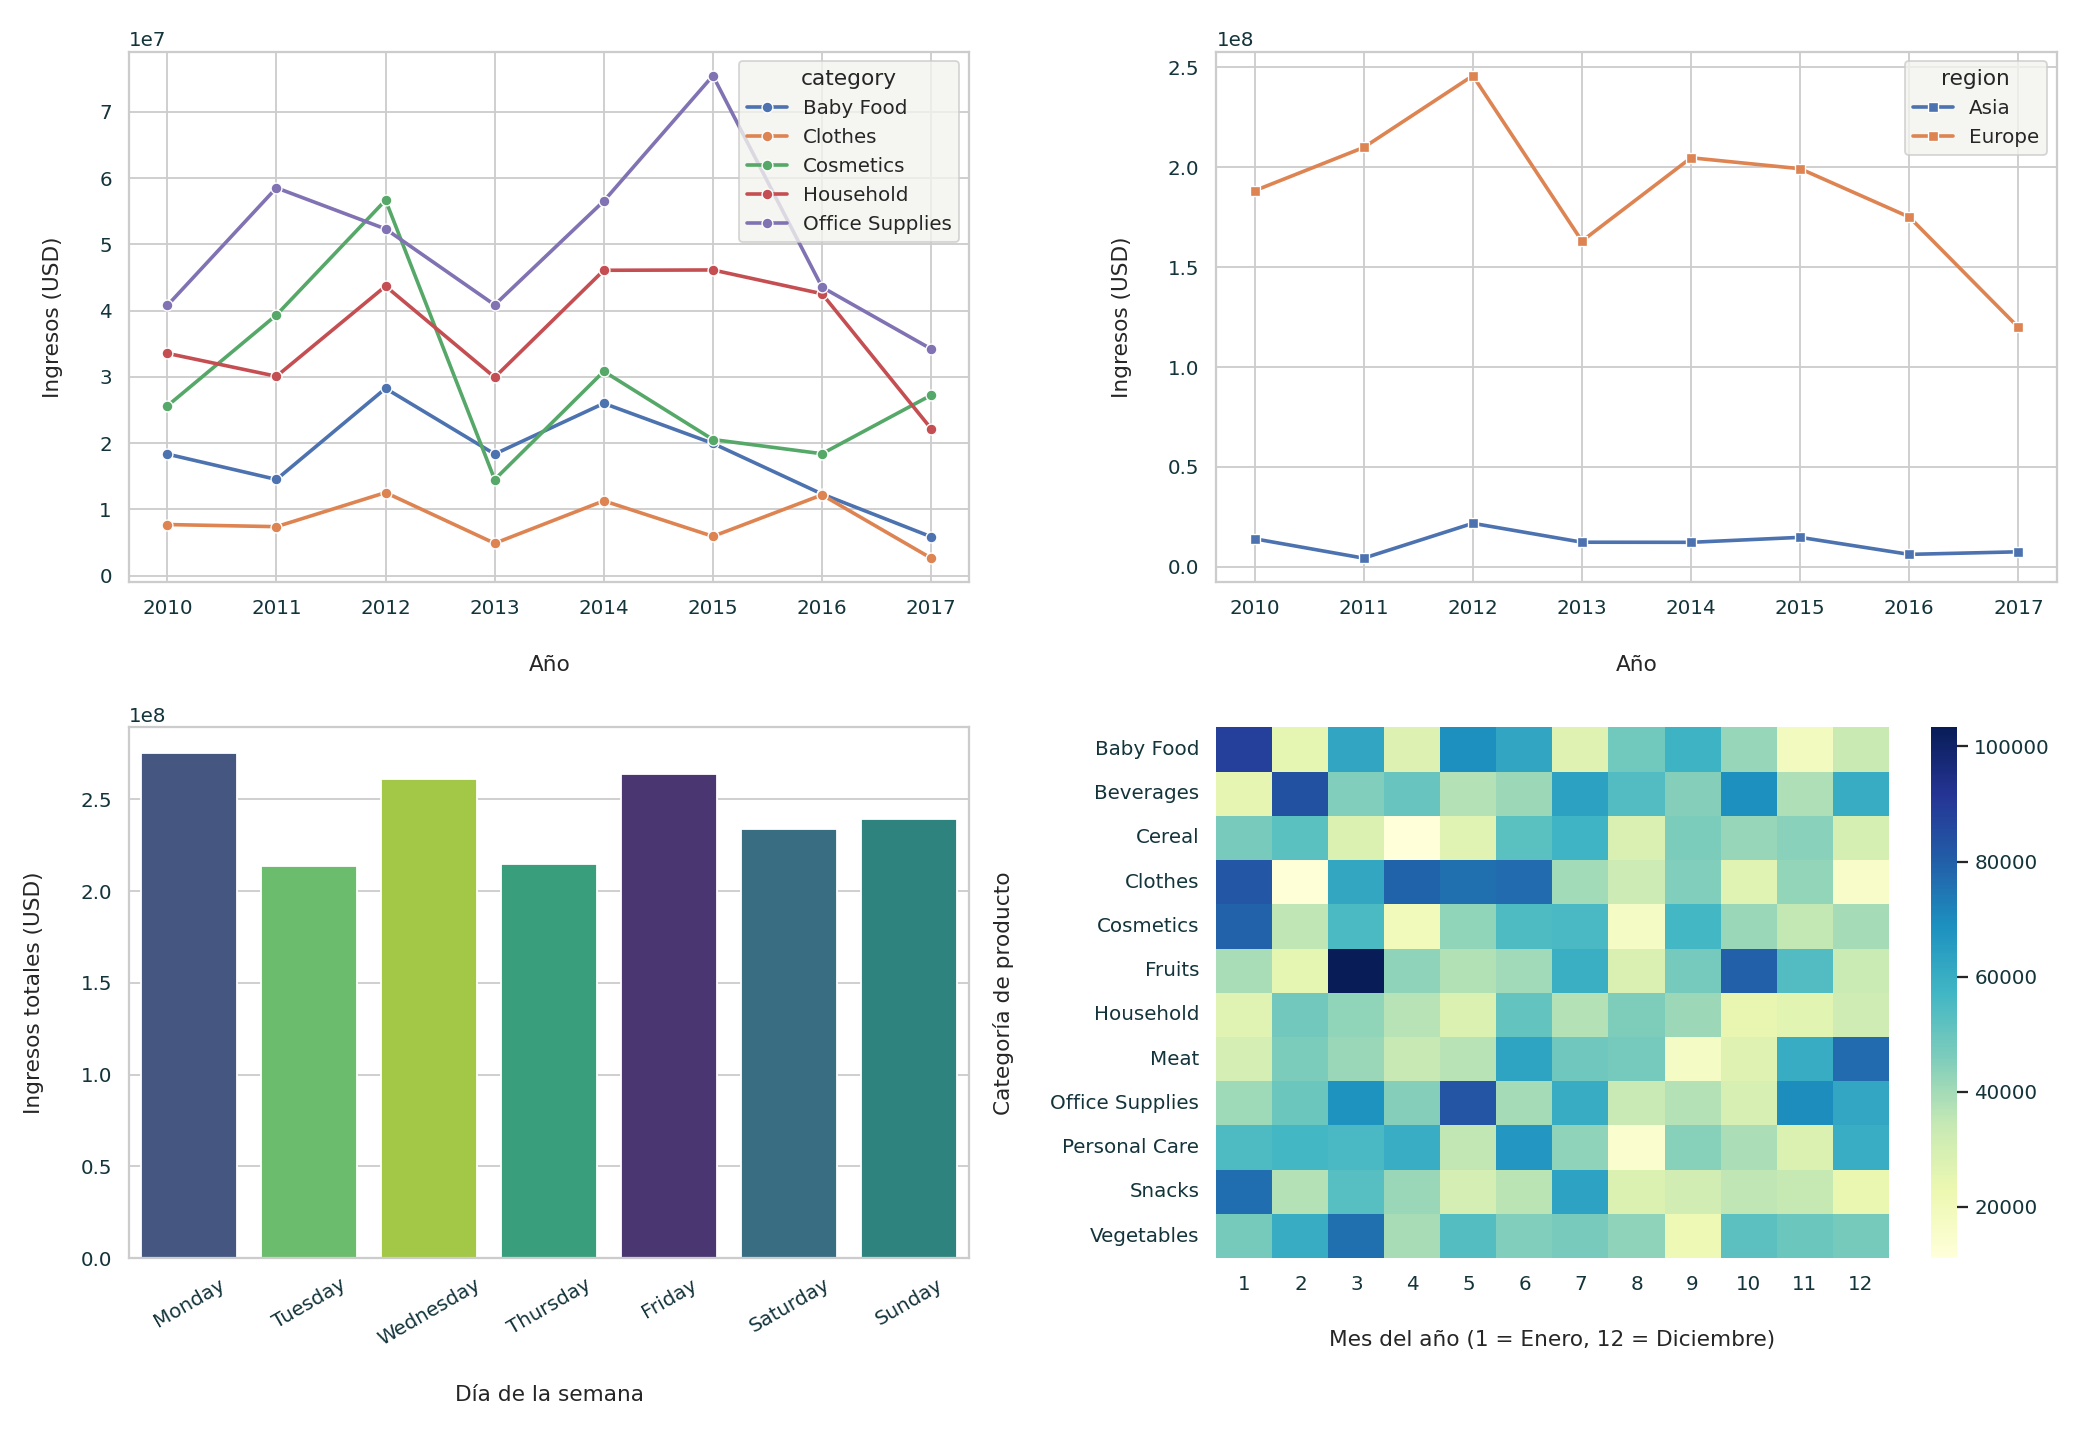 1e7
category
Baby Food
Clothes
Cosmetics
Household
Office Supplies
7
6
5
4
3
2
1
0
Ingresos (USD)
2010 2011 2012 2013 2014 2015 2016 2017
Año
1e8
region
Asia
Europe
2.5
2.0
1.5
1.0
0.5
0.0
Ingresos (USD)
2010 2011 2012 2013 2014 2015 2016 2017
Año
1e8
2.5
2.0
1.5
1.0
0.5
0.0
Ingresos totales (USD)
Monday Tuesday Wednesday Thursday Friday Saturday Sunday
Día de la semana
Categoría de producto
Baby Food
Beverages
Cereal
Clothes
Cosmetics
Fruits
Household
Meat
Office Supplies
Personal Care
Snacks
Vegetables
1 2 3 4 5 6 7 8 9 10 11 12
Mes del año (1 = Enero, 12 = Diciembre)
100000
80000
60000
40000
20000